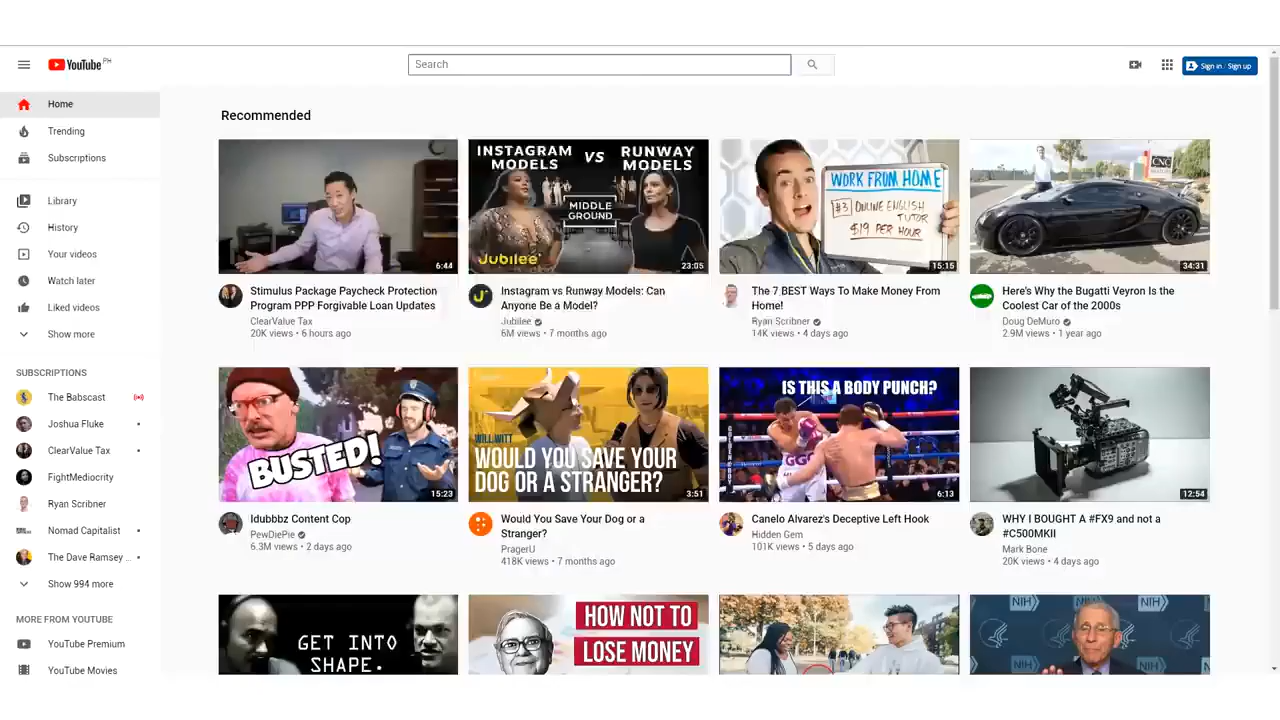 YouTube PH
Search
Sign in / Sign up
Home
Trending
Subscriptions
Library
History
Your videos
Watch later
Liked videos
Show more
SUBSCRIPTIONS
The Babscast
Joshua Fluke
ClearValue Tax
FightMediocrity
Ryan Scribner
Nomad Capitalist
The Dave Ramsey ...
Show 994 more
MORE FROM YOUTUBE
YouTube Premium
YouTube Movies
Recommended
6:44
INSTAGRAM MODELS VS RUNWAY MODELS
MIDDLE GROUND
Jubilee
23:05
WORK FROM HOME
#3 ONLINE ENGLISH
TUTOR
$19 PER HOUR
15:15
CNC
34:31
Stimulus Package Paycheck Protection
Program PPP Forgivable Loan Updates
ClearValue Tax
20K views • 6 hours ago
Instagram vs Runway Models: Can
Anyone Be a Model?
Jubilee
6M views • 7 months ago
The 7 BEST Ways To Make Money From
Home!
Ryan Scribner
14K views • 4 days ago
Here's Why the Bugatti Veyron Is the
Coolest Car of the 2000s
Doug DeMuro
2.9M views • 1 year ago
BUSTED!
15:23
WILL WITT
WOULD YOU SAVE YOUR
DOG OR A STRANGER?
3:51
IS THIS A BODY PUNCH?
GGG
6:13
12:54
Idubbbz Content Cop
PewDiePie
6.3M views • 2 days ago
Would You Save Your Dog or a
Stranger?
PragerU
418K views • 7 months ago
Canelo Alvarez's Deceptive Left Hook
Hidden Gem
101K views • 5 days ago
WHY I BOUGHT A #FX9 and not a
#C500MKII
Mark Bone
20K views • 4 days ago
GET INTO
SHAPE.
HOW NOT TO
LOSE MONEY
NIH
NIH
NIH
NIH